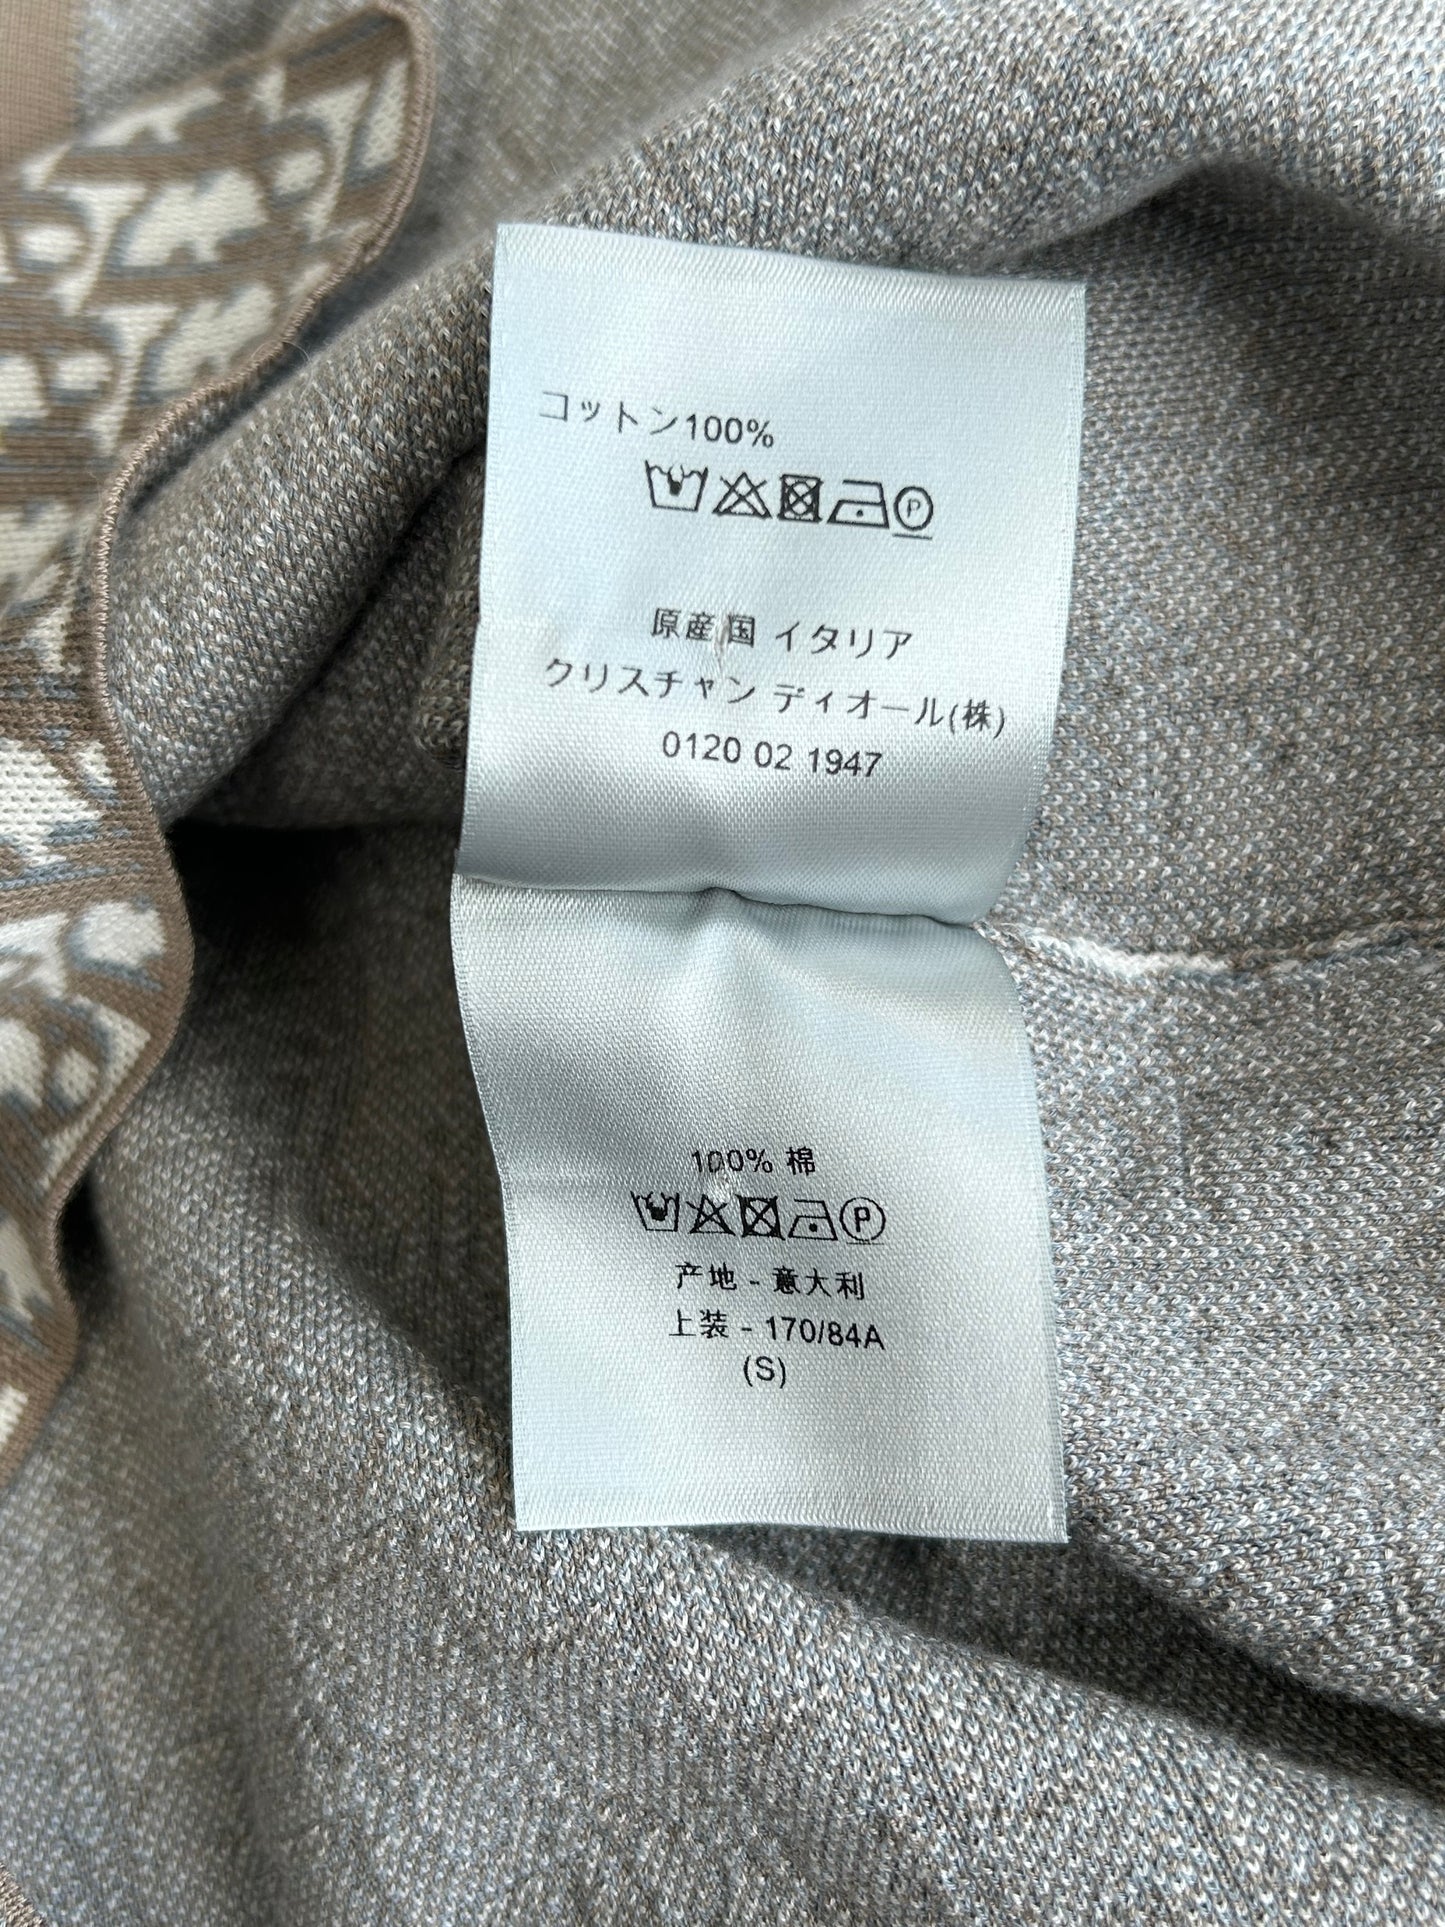 コットン100%
P
原産国 イタリア
クリスチャン ディオール(株)
0120 02 1947
100% 棉
P
产地 - 意大利
上装 - 170/84A
(S)